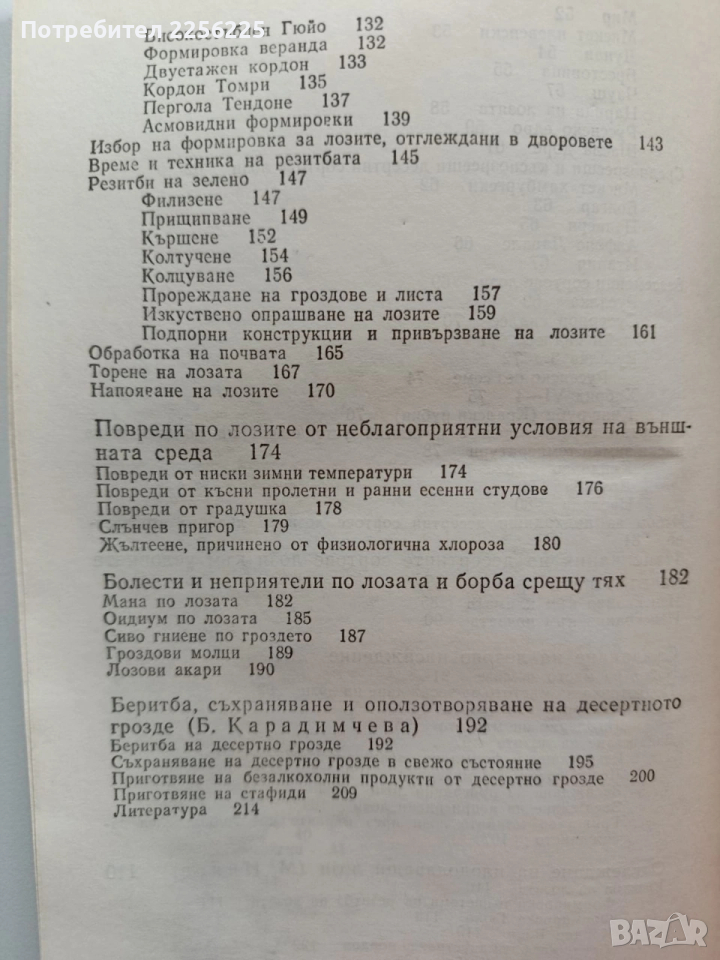 Потребител 2256256
Високостъблен Гюйо 132
Формировка веранда 132
Двуетажен кордон 133
Кордон Томри 135
Пергола Тендоне 137
Асмовидни формировки 139
Избор на формировка за лозите, отглеждани в дворовете 143
Време и техника на резитбата 145
Резитби на зелено 147
Филизене 147
Прищипване 149
Кършене 152
Колтучене 154
Колцуване 156
Прореждане на гроздове и листа 157
Изкуствено опрашване на лозите 159
Подпорни конструкции и привързване на лозите 161
Обработка на почвата 165
Торене на лозата 167
Напояване на лозите 170
Повреди по лозите от неблагоприятни условия на външ-
ната среда 174
Повреди от ниски зимни температури 174
Повреди от късни пролетни и ранни есенни студове 176
Повреди от градушка 178
Слънчев пригор 179
Жълтеене, причинено от физиологична хлороза 180
Болести и неприятели по лозата и борба срещу тях 182
Мана по лозата 182
Оидиум по лозата 185
Сиво гниене по гроздето 187
Гроздови молци 189
Лозови акари 190
Беритба, съхраняване и оползотворяване на десертното
грозде (Б. Карадимчева) 192
Беритба на десертно грозде 192
Съхраняване на десертно грозде в свежо състояние 195
Приготвяне на безалкохолни продукти от десертно грозде 200
Приготвяне на стафиди 209
Литература 214
BAZAR